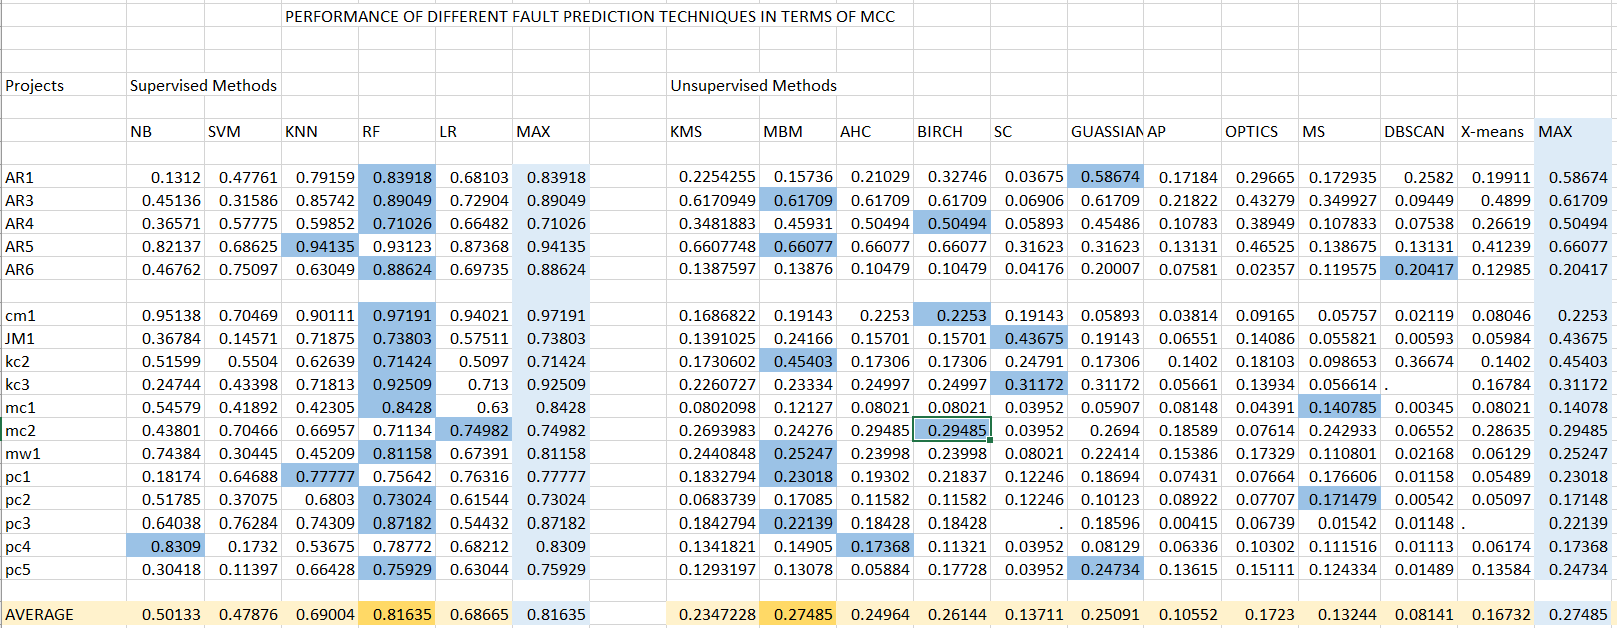 PERFORMANCE OF DIFFERENT FAULT PREDICTION TECHNIQUES IN TERMS OF MCC
Projects Supervised Methods Unsupervised Methods
NB SVM KNN RF LR MAX KMS MBM AHC BIRCH SC GUASSIAN AP OPTICS MS DBSCAN X-means MAX
AR1 0.1312 0.47761 0.79159 0.83918 0.68103 0.83918 0.2254255 0.15736 0.21029 0.32746 0.03675 0.58674 0.17184 0.29665 0.172935 0.2582 0.19911 0.58674
AR3 0.45136 0.31586 0.85742 0.89049 0.72904 0.89049 0.6170949 0.61709 0.61709 0.61709 0.06906 0.61709 0.21822 0.43279 0.349927 0.09449 0.4899 0.61709
AR4 0.36571 0.57775 0.59852 0.71026 0.66482 0.71026 0.3481883 0.45931 0.50494 0.50494 0.05893 0.45486 0.10783 0.38949 0.107833 0.07538 0.26619 0.50494
AR5 0.82137 0.68625 0.94135 0.93123 0.87368 0.94135 0.6607748 0.66077 0.66077 0.66077 0.31623 0.31623 0.13131 0.46525 0.138675 0.13131 0.41239 0.66077
AR6 0.46762 0.75097 0.63049 0.88624 0.69735 0.88624 0.1387597 0.13876 0.10479 0.10479 0.04176 0.20007 0.07581 0.02357 0.119575 0.20417 0.12985 0.20417
cm1 0.95138 0.70469 0.90111 0.97191 0.94021 0.97191 0.1686822 0.19143 0.2253 0.2253 0.19143 0.05893 0.03814 0.09165 0.05757 0.02119 0.08046 0.2253
JM1 0.36784 0.14571 0.71875 0.73803 0.57511 0.73803 0.1391025 0.24166 0.15701 0.15701 0.43675 0.19143 0.06551 0.14086 0.055821 0.00593 0.05984 0.43675
kc2 0.51599 0.5504 0.62639 0.71424 0.5097 0.71424 0.1730602 0.45403 0.17306 0.17306 0.24791 0.17306 0.1402 0.18103 0.098653 0.36674 0.1402 0.45403
kc3 0.24744 0.43398 0.71813 0.92509 0.713 0.92509 0.2260727 0.23334 0.24997 0.24997 0.31172 0.31172 0.05661 0.13934 0.056614 . 0.16784 0.31172
mc1 0.54579 0.41892 0.42305 0.8428 0.63 0.8428 0.0802098 0.12127 0.08021 0.08021 0.03952 0.05907 0.08148 0.04391 0.140785 0.00345 0.08021 0.14078
mc2 0.43801 0.70466 0.66957 0.71134 0.74982 0.74982 0.2693983 0.24276 0.29485 0.29485 0.03952 0.2694 0.18589 0.07614 0.242933 0.06552 0.28635 0.29485
mw1 0.74384 0.30445 0.45209 0.81158 0.67391 0.81158 0.2440848 0.25247 0.23998 0.23998 0.08021 0.22414 0.15386 0.17329 0.110801 0.02168 0.06129 0.25247
pc1 0.18174 0.64688 0.77777 0.75642 0.76316 0.77777 0.1832794 0.23018 0.19302 0.21837 0.12246 0.18694 0.07431 0.07664 0.176606 0.01158 0.05489 0.23018
pc2 0.51785 0.37075 0.6803 0.73024 0.61544 0.73024 0.0683739 0.17085 0.11582 0.11582 0.12246 0.10123 0.08922 0.07707 0.171479 0.00542 0.05097 0.17148
pc3 0.64038 0.76284 0.74309 0.87182 0.54432 0.87182 0.1842794 0.22139 0.18428 0.18428 . 0.18596 0.00415 0.06739 0.01542 0.01148 . 0.22139
pc4 0.8309 0.1732 0.53675 0.78772 0.68212 0.8309 0.1341821 0.14905 0.17368 0.11321 0.03952 0.08129 0.06336 0.10302 0.111516 0.01113 0.06174 0.17368
pc5 0.30418 0.11397 0.66428 0.75929 0.63044 0.75929 0.1293197 0.13078 0.05884 0.17728 0.03952 0.24734 0.13615 0.15111 0.124334 0.01489 0.13584 0.24734
AVERAGE 0.50133 0.47876 0.69004 0.81635 0.68665 0.81635 0.2347228 0.27485 0.24964 0.26144 0.13711 0.25091 0.10552 0.1723 0.13244 0.08141 0.16732 0.27485